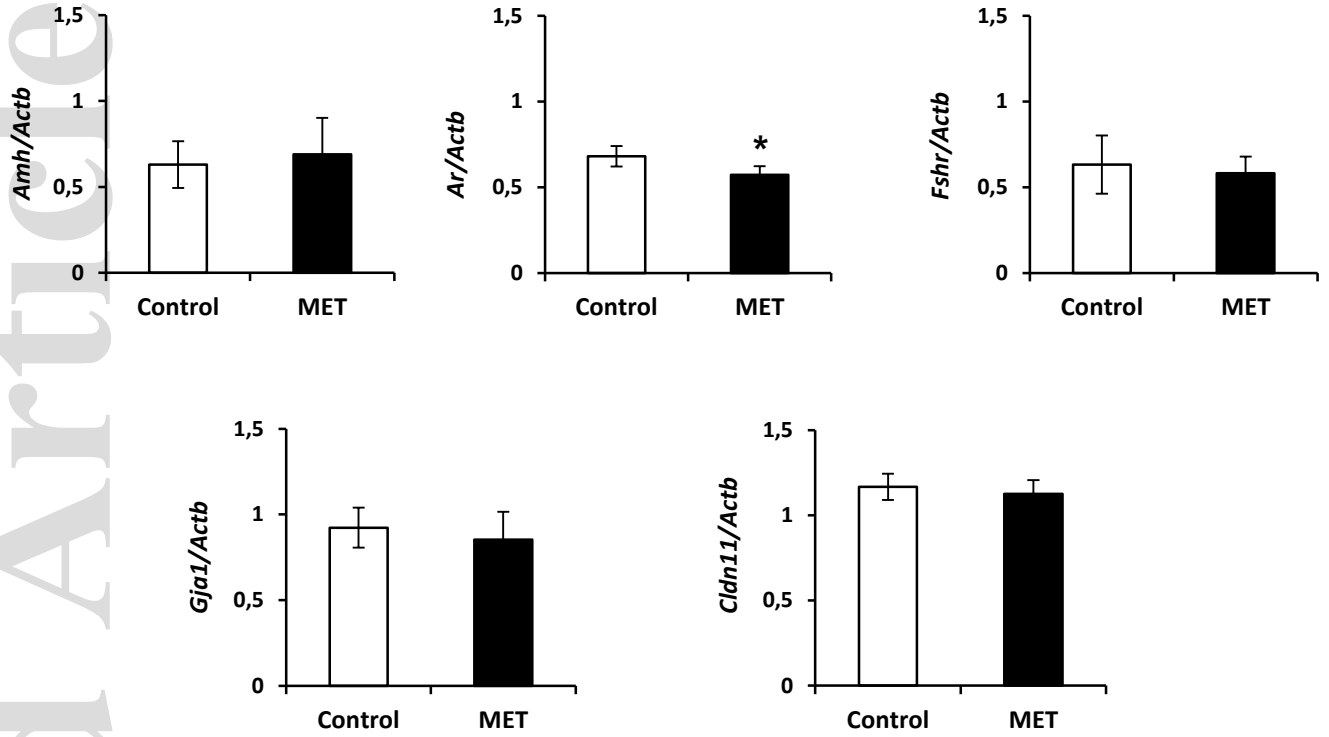 Amh/Actb
1,5
1
0,5
0
Control MET
Ar/Actb
1,5
1
0,5
0
*
Control MET
Fshr/Actb
1,5
1
0,5
0
Control MET
Gja1/Actb
1,5
1
0,5
0
Control MET
Cldn11/Actb
1,5
1
0,5
0
Control MET
d Article